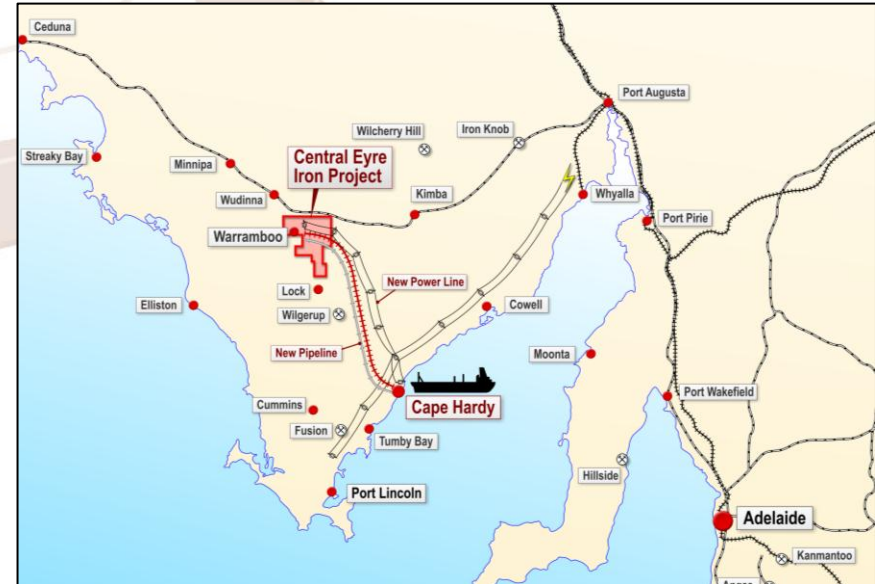 Ceduna
Port Augusta
Iron Knob
Wilcherry Hill
Streaky Bay
Minnipa
Central Eyre
Iron Project
Kimba
Wudinna
Whyalla
Port Pirie
Warramboo
New Power Line
Lock
Cowell
Elliston
Wilgerup
New Pipeline
Moonta
Port Wakefield
Cape Hardy
Cummins
Fusion
Tumby Bay
Hillside
Port Lincoln
Adelaide
Kanmantoo